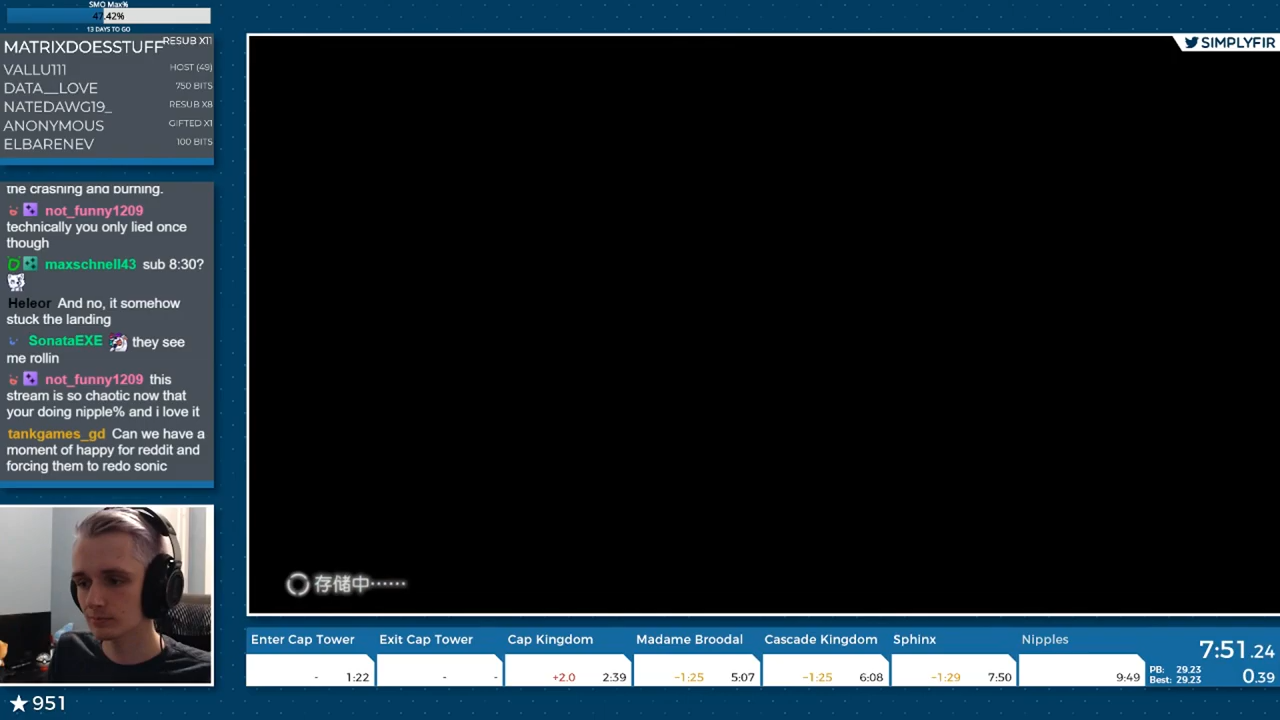 SMO Max%
47.42%
13 DAYS TO GO
MATRIXDOESSTUFF RESUB X11
VALLU111 HOST (49)
DATA__LOVE 750 BITS
NATEDAWG19_ RESUB X8
ANONYMOUS GIFTED X1
ELBARENEV 100 BITS
SIMPLYFIR
the crashing and burning.
not_funny1209
technically you only lied once
though
maxschnell43 sub 8:30?
Heleor And no, it somehow
stuck the landing
SonataEXE they see
me rollin
not_funny1209 this
stream is so chaotic now that
your doing nipple% and i love it
tankgames_gd Can we have a
moment of happy for reddit and
forcing them to redo sonic
存储中……
Enter Cap Tower Exit Cap Tower Cap Kingdom Madame Broodal Cascade Kingdom Sphinx Nipples
- 1:22 - - +2.0 2:39 -1:25 5:07 -1:25 6:08 -1:29 7:50 9:49
7:51.24
PB: 29.23
Best: 29.23
0.39
★ 951